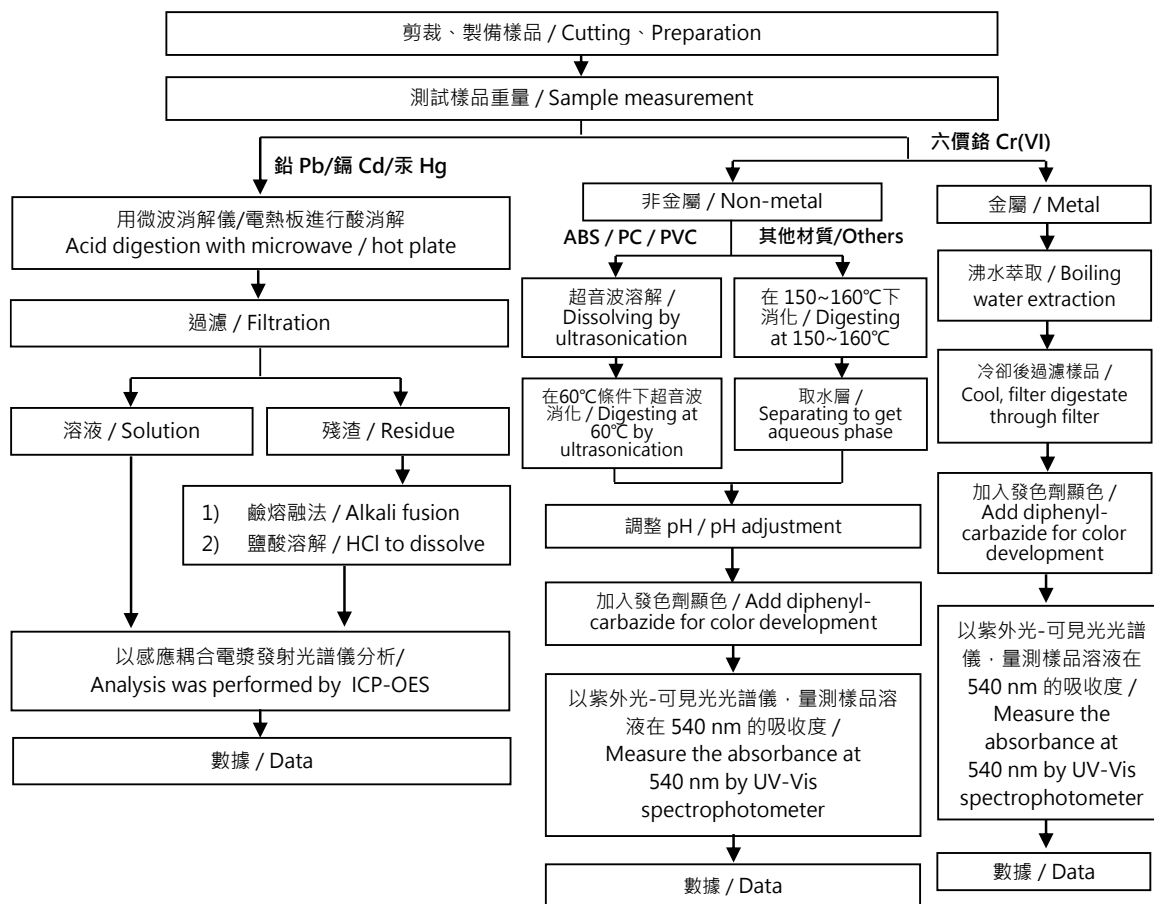 剪裁、製備樣品 / Cutting、Preparation
測試樣品重量 / Sample measurement
鉛 Pb/鎘 Cd/汞 Hg
用微波消解儀/電熱板進行酸消解
Acid digestion with microwave / hot plate
過濾 / Filtration
溶液 / Solution
殘渣 / Residue
1) 鹼熔融法 / Alkali fusion
2) 鹽酸溶解 / HCl to dissolve
以感應耦合電漿發射光譜儀分析/
Analysis was performed by ICP-OES
數據 / Data
六價鉻 Cr(VI)
非金屬 / Non-metal
ABS / PC / PVC
其他材質/Others
超音波溶解 /
Dissolving by
ultrasonication
在60℃條件下超音波
消化 / Digesting at
60℃ by
ultrasonication
在 150~160℃下
消化 / Digesting
at 150~160℃
取水層 /
Separating to get
aqueous phase
調整 pH / pH adjustment
加入發色劑顯色 / Add diphenyl-
carbazide for color development
以紫外光-可見光光譜儀，量測樣品溶
液在 540 nm 的吸收度 /
Measure the absorbance at
540 nm by UV-Vis
spectrophotometer
數據 / Data
金屬 / Metal
沸水萃取 / Boiling
water extraction
冷卻後過濾樣品 /
Cool, filter digestate
through filter
加入發色劑顯色 /
Add diphenyl-
carbazide for color
development
以紫外光-可見光光譜
儀，量測樣品溶液在
540 nm 的吸收度 /
Measure the
absorbance at
540 nm by UV-Vis
spectrophotometer
數據 / Data